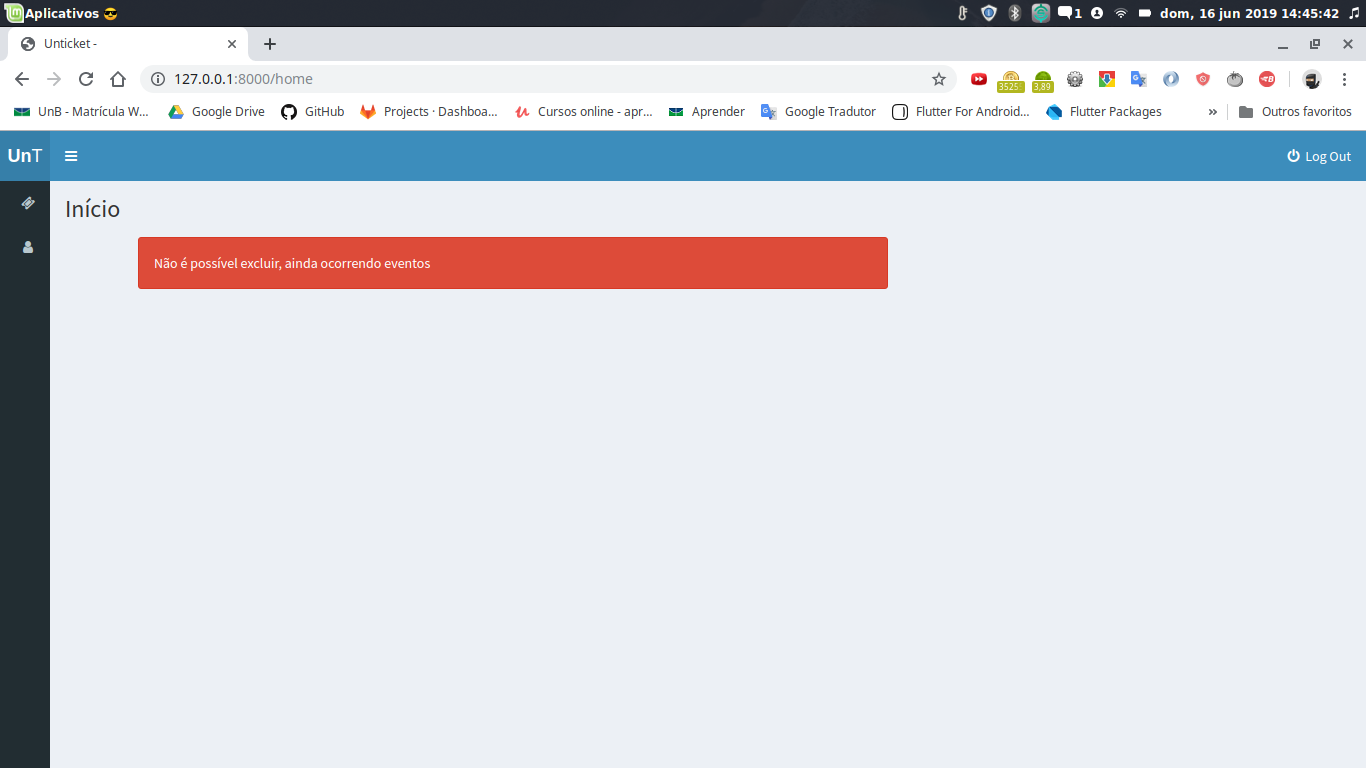 Aplicativos 😎
1
dom, 16 jun 2019 14:45:42
Unticket -
127.0.0.1:8000/home
3525
3,89
UnB - Matrícula W...
Google Drive
GitHub
Projects · Dashboa...
Cursos online - apr...
Aprender
Google Tradutor
Flutter For Android...
Flutter Packages
»
Outros favoritos
UnT
Log Out
Início
Não é possível excluir, ainda ocorrendo eventos